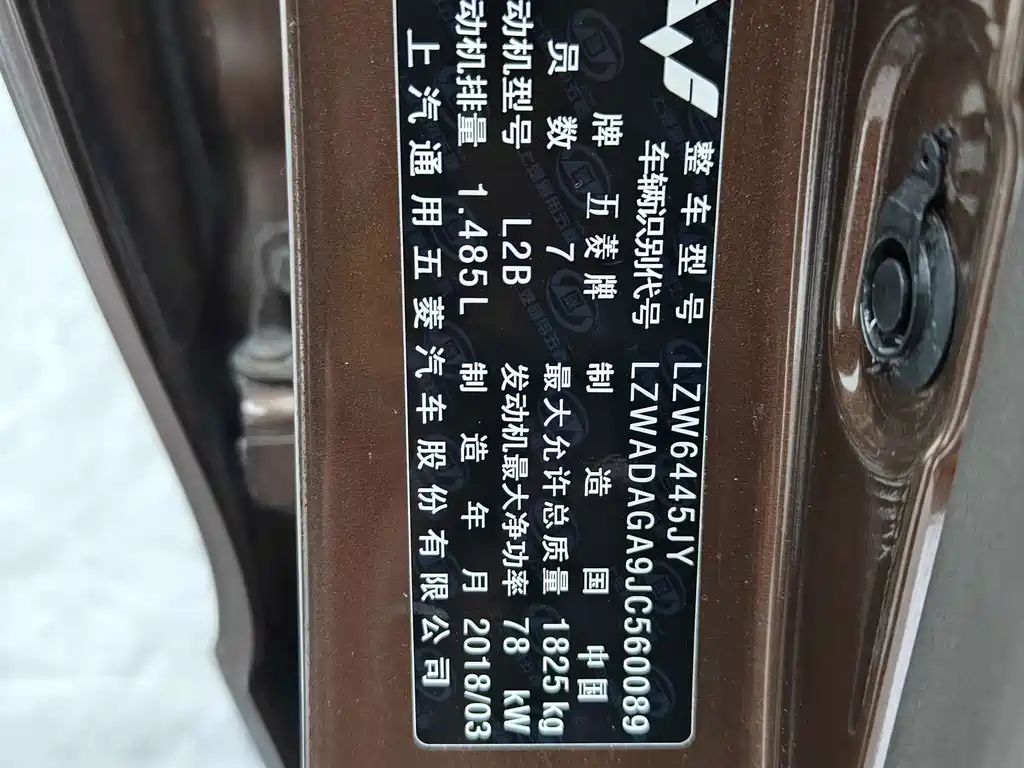 整车型号 LZW6445JY
车辆识别代号 LZWADAGA9JC560089
牌 五菱牌 制造国 中国
员数 7 最大允许总质量 1825kg
动机型号 L2B 发动机最大净功率 78 kW
动机排量 1.485L 制造年月 2018/03
上汽通用五菱汽车股份有限公司